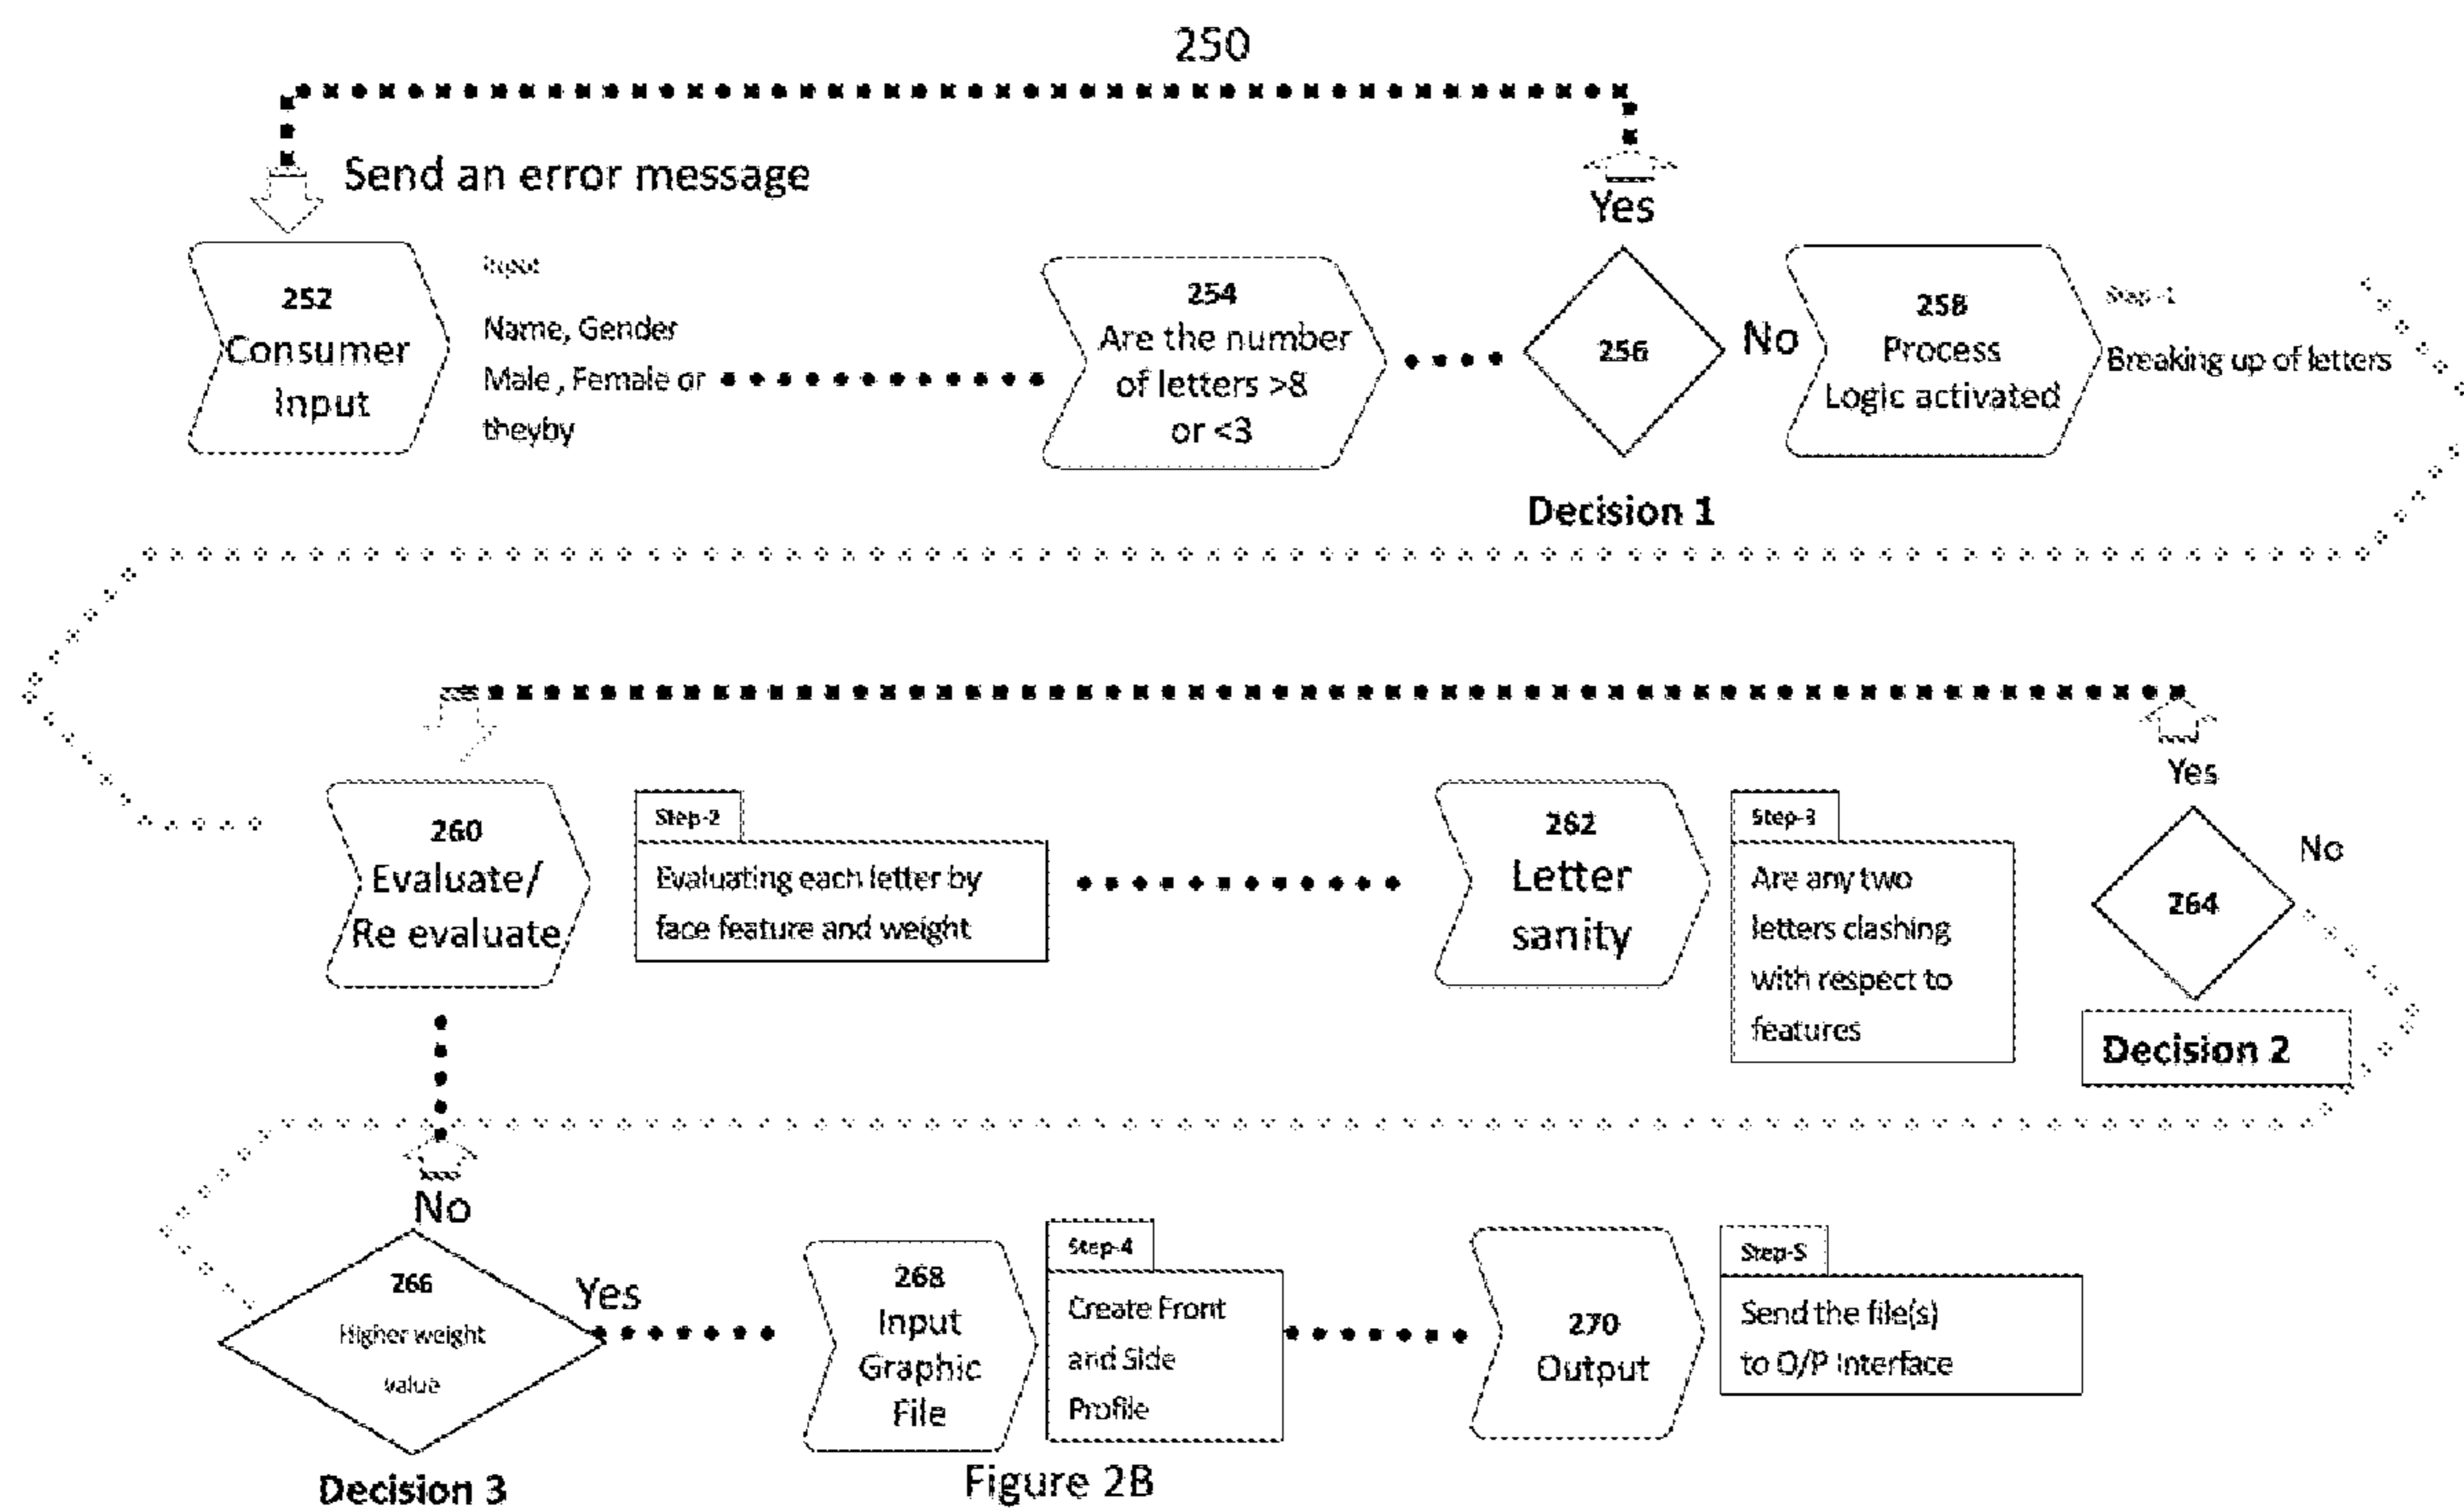 250
Send an error message
Yes
252
Consumer
Input
Input
Name, Gender
Male , Female or
theyby
254
Are the number
of letters >8
or <3
256
No
Decision 1
258
Process
Logic activated
Step -1
Breaking up of letters
260
Evaluate/
Re evaluate
Step-2
Evaluating each letter by
face feature and weight
262
Letter
sanity
Step-3
Are any two
letters clashing
with respect to
features
Yes
264
No
Decision 2
No
266
Higher weight
value
Yes
Decision 3
268
Input
Graphic
File
Step-4
Create Front
and Side
Profile
270
Output
Step-5
Send the file(s)
to O/P Interface
Figure 2B